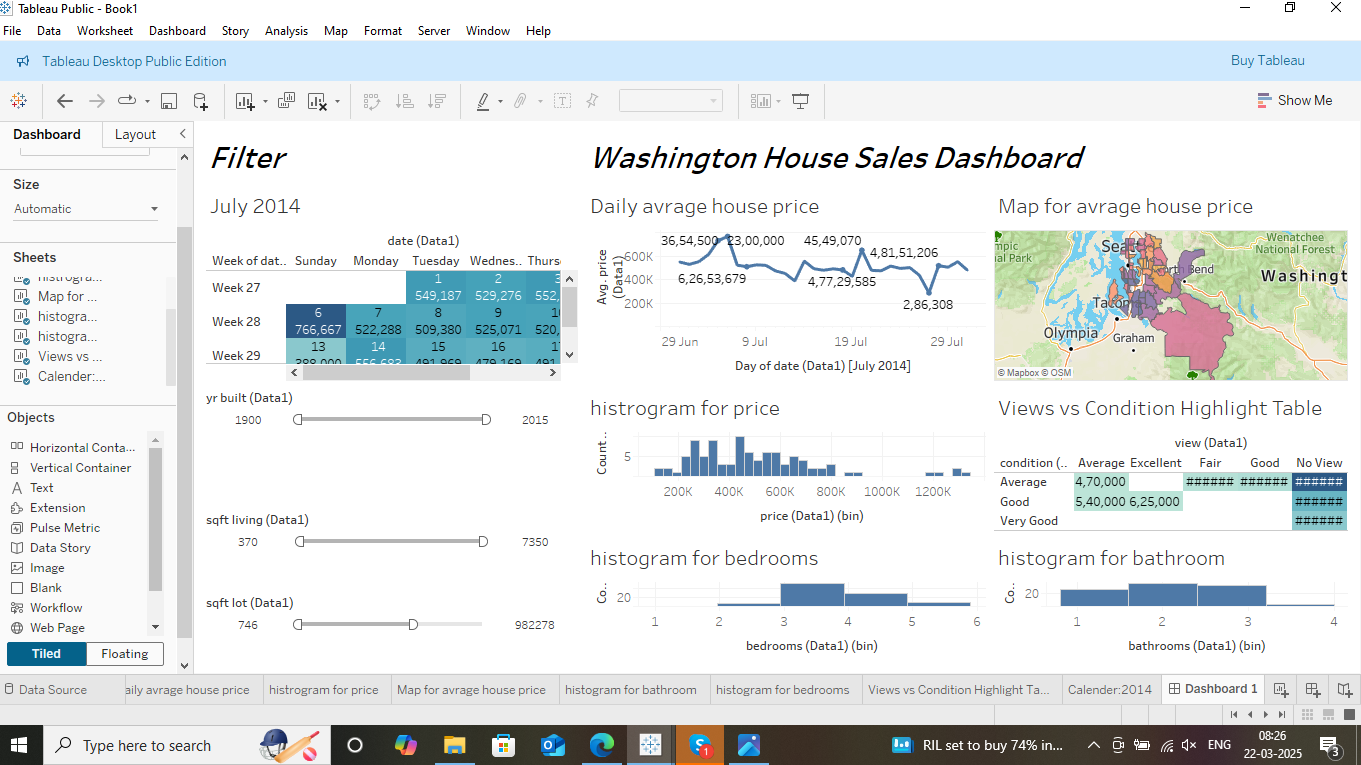 Tableau Public - Book1
File Data Worksheet Dashboard Story Analysis Map Format Server Window Help
Tableau Desktop Public Edition Buy Tableau
Show Me
Dashboard Layout
Size
Automatic
Sheets
Map for ...
histogra...
histogra...
Views vs ...
Calender:...
Objects
Horizontal Conta...
Vertical Container
Text
Extension
Pulse Metric
Data Story
Image
Blank
Workflow
Web Page
Tiled Floating
Filter
July 2014
date (Data1)
Week of dat.. Sunday Monday Tuesday Wednes.. Thurs
Week 27 1 2 3
549,187 529,276 552,
Week 28 6 7 8 9 10
766,667 522,288 509,380 525,071 520,
Week 29 13 14 15 16 17
388,000 556,683 491,969 479,169 491,
yr built (Data1)
1900 2015
sqft living (Data1)
370 7350
sqft lot (Data1)
746 982278
Washington House Sales Dashboard
Daily avrage house price
Avg. price
(Data1)
600K
400K
200K
36,54,500 23,00,000 45,49,070
4,81,51,206
6,26,53,679 4,77,29,585
2,86,308
29 Jun 9 Jul 19 Jul 29 Jul
Day of date (Data1) [July 2014]
Map for avrage house price
Wenatchee
National Forest
Washingt
Tacom
Olympia
Graham
© Mapbox © OSM
histrogram for price
Count ..
5
200K 400K 600K 800K 1000K 1200K
price (Data1) (bin)
Views vs Condition Highlight Table
view (Data1)
condition (.. Average Excellent Fair Good No View
Average 4,70,000 ###### ###### ######
Good 5,40,000 6,25,000 ######
Very Good ######
histogram for bedrooms
Co..
20
1 2 3 4 5 6
bedrooms (Data1) (bin)
histogram for bathroom
Co..
20
1 2 3 4
bathrooms (Data1) (bin)
Data Source aily avrage house price histrogram for price Map for avrage house price histogram for bathroom histogram for bedrooms Views vs Condition Highlight Ta... Calender:2014 Dashboard 1
Type here to search
1
RIL set to buy 74% in...
ENG
08:26
22-03-2025
3